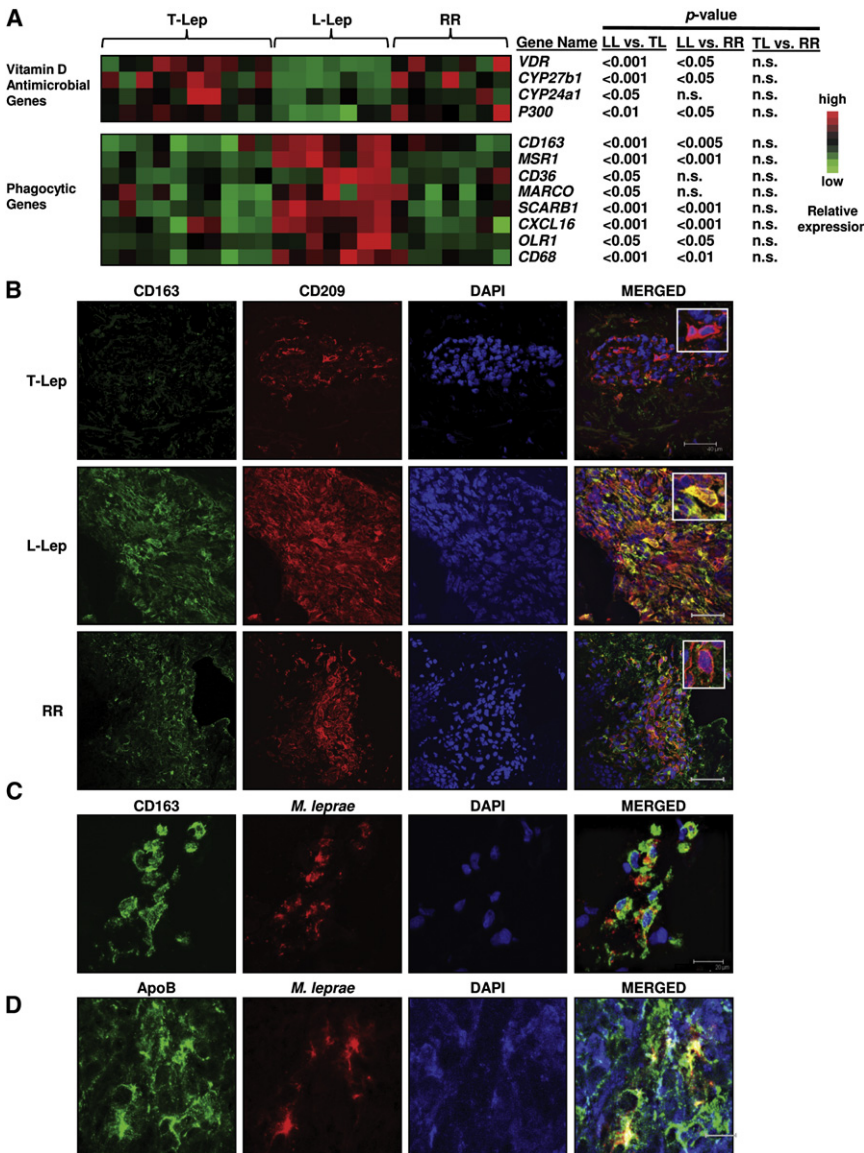 A
T-Lep L-Lep RR
p-value
Gene Name LL vs. TL LL vs. RR TL vs. RR
Vitamin D
Antimicrobial
Genes
VDR <0.001 <0.05 n.s.
CYP27b1 <0.001 <0.05 n.s.
CYP24a1 <0.05 n.s. n.s.
P300 <0.01 <0.05 n.s.
Phagocytic
Genes
CD163 <0.001 <0.005 n.s.
MSR1 <0.001 <0.001 n.s.
CD36 <0.05 n.s. n.s.
MARCO <0.05 n.s. n.s.
SCARB1 <0.001 <0.001 n.s.
CXCL16 <0.001 <0.001 n.s.
OLR1 <0.05 <0.05 n.s.
CD68 <0.001 <0.01 n.s.
high
low
Relative
expression
B
CD163 CD209 DAPI MERGED
T-Lep
40 µm
L-Lep
RR
C
CD163 M. leprae DAPI MERGED
20 µm
D
ApoB M. leprae DAPI MERGED